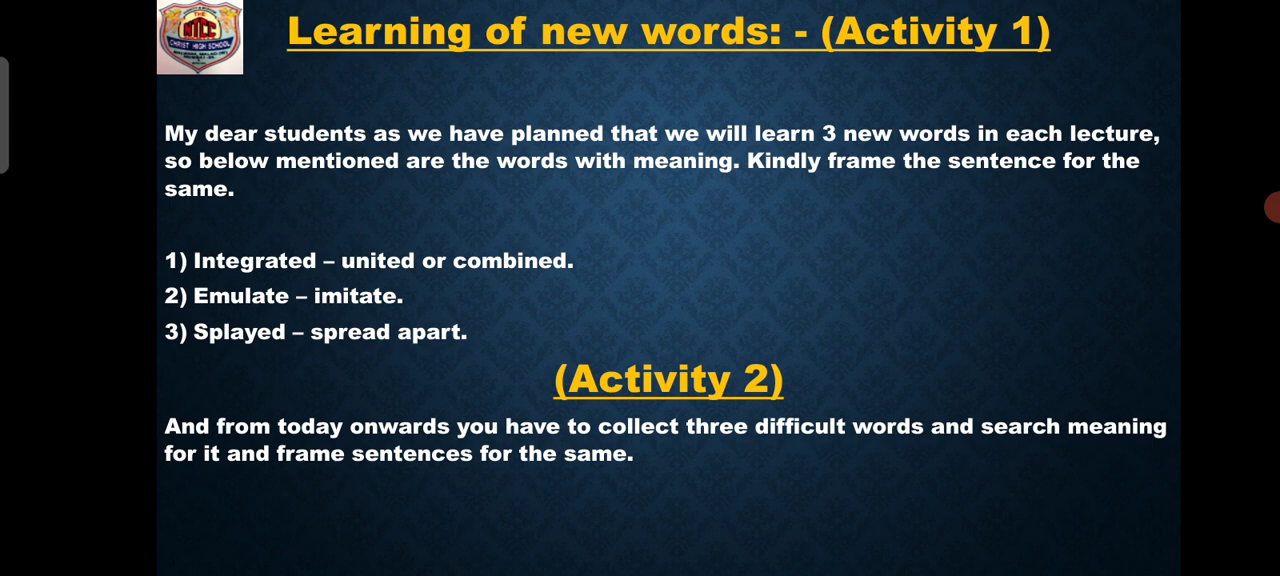 THE
NTCC
CHRIST HIGH SCHOOL
Learning of new words: - (Activity 1)
My dear students as we have planned that we will learn 3 new words in each lecture,
so below mentioned are the words with meaning. Kindly frame the sentence for the
same.
1) Integrated – united or combined.
2) Emulate – imitate.
3) Splayed – spread apart.
(Activity 2)
And from today onwards you have to collect three difficult words and search meaning
for it and frame sentences for the same.